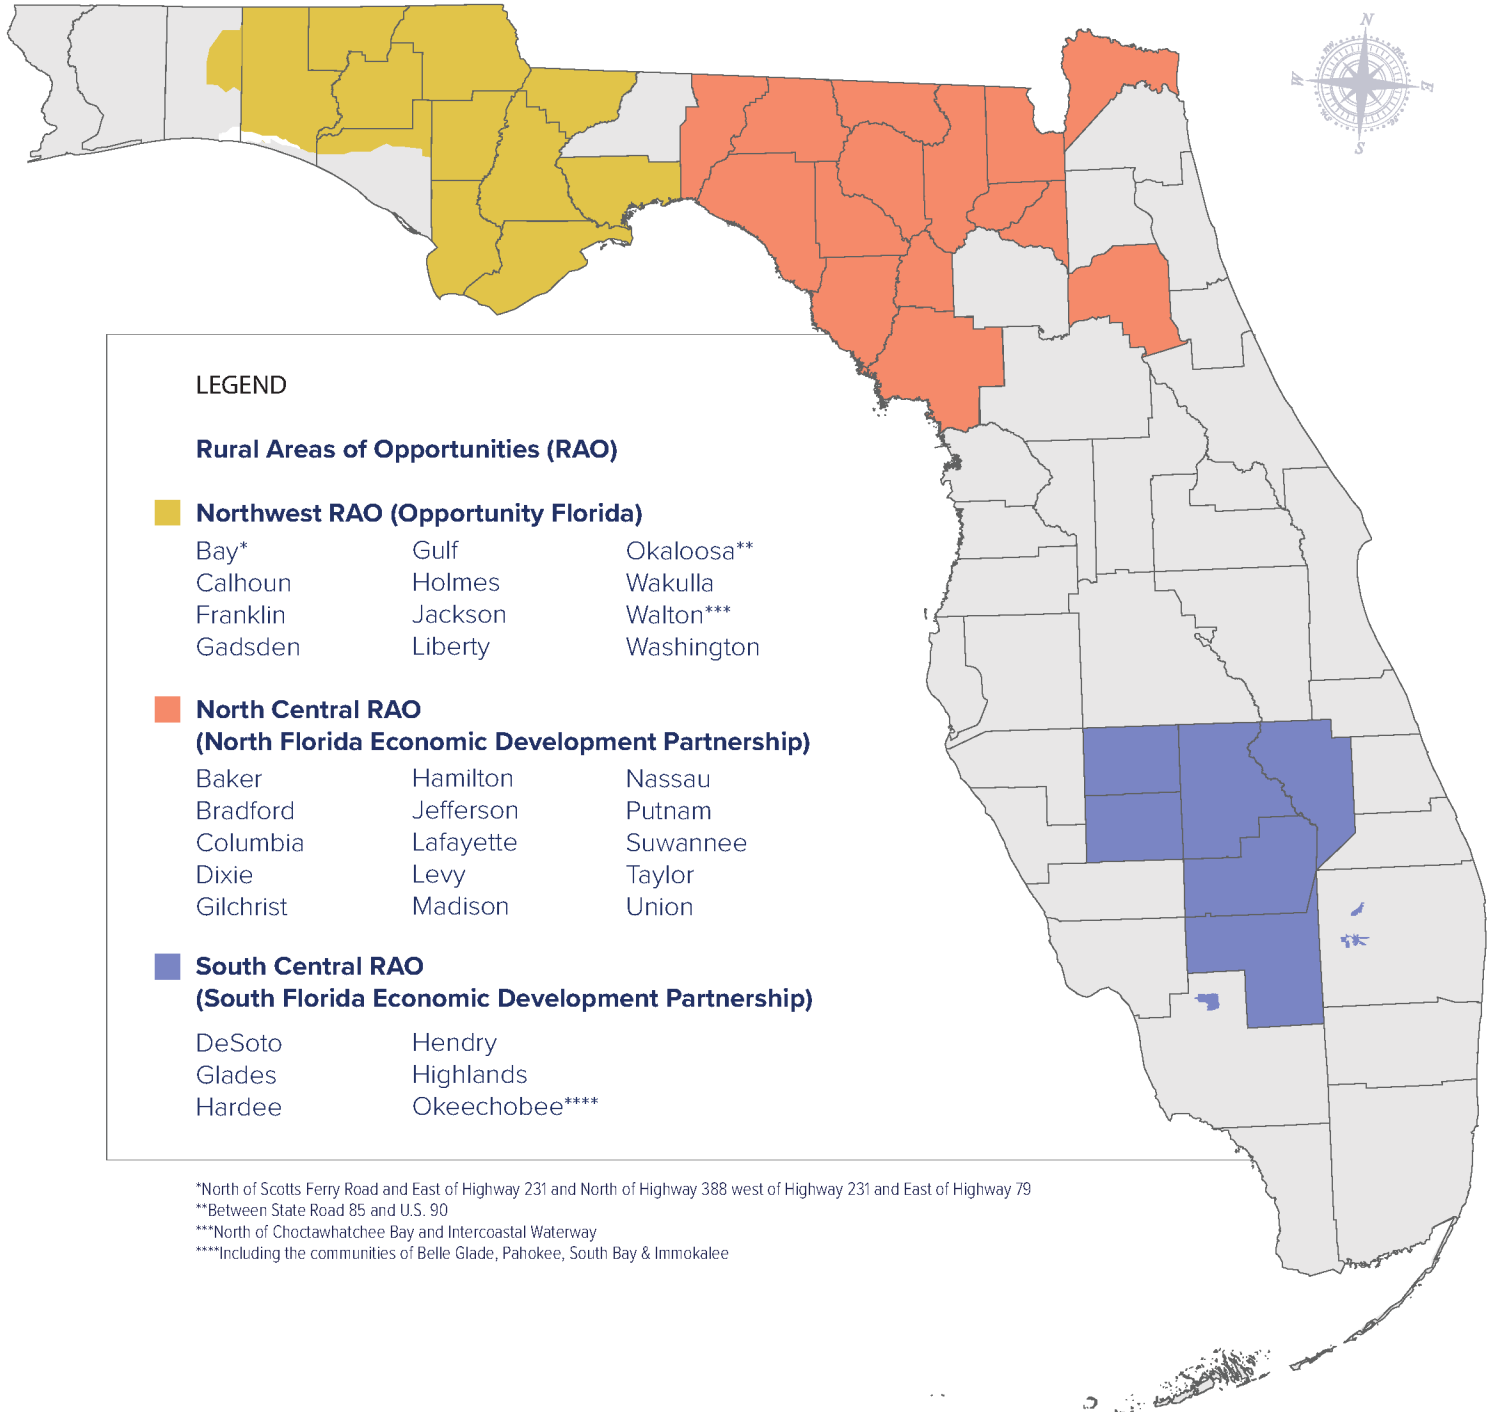 N
W
E
S
LEGEND
Rural Areas of Opportunities (RAO)
Northwest RAO (Opportunity Florida)
Bay* Gulf Okaloosa**
Calhoun Holmes Wakulla
Franklin Jackson Walton***
Gadsden Liberty Washington
North Central RAO
(North Florida Economic Development Partnership)
Baker Hamilton Nassau
Bradford Jefferson Putnam
Columbia Lafayette Suwannee
Dixie Levy Taylor
Gilchrist Madison Union
South Central RAO
(South Florida Economic Development Partnership)
DeSoto Hendry
Glades Highlands
Hardee Okeechobee****
*North of Scotts Ferry Road and East of Highway 231 and North of Highway 388 west of Highway 231 and East of Highway 79
**Between State Road 85 and U.S. 90
***North of Choctawhatchee Bay and Intercoastal Waterway
****Including the communities of Belle Glade, Pahokee, South Bay & Immokalee